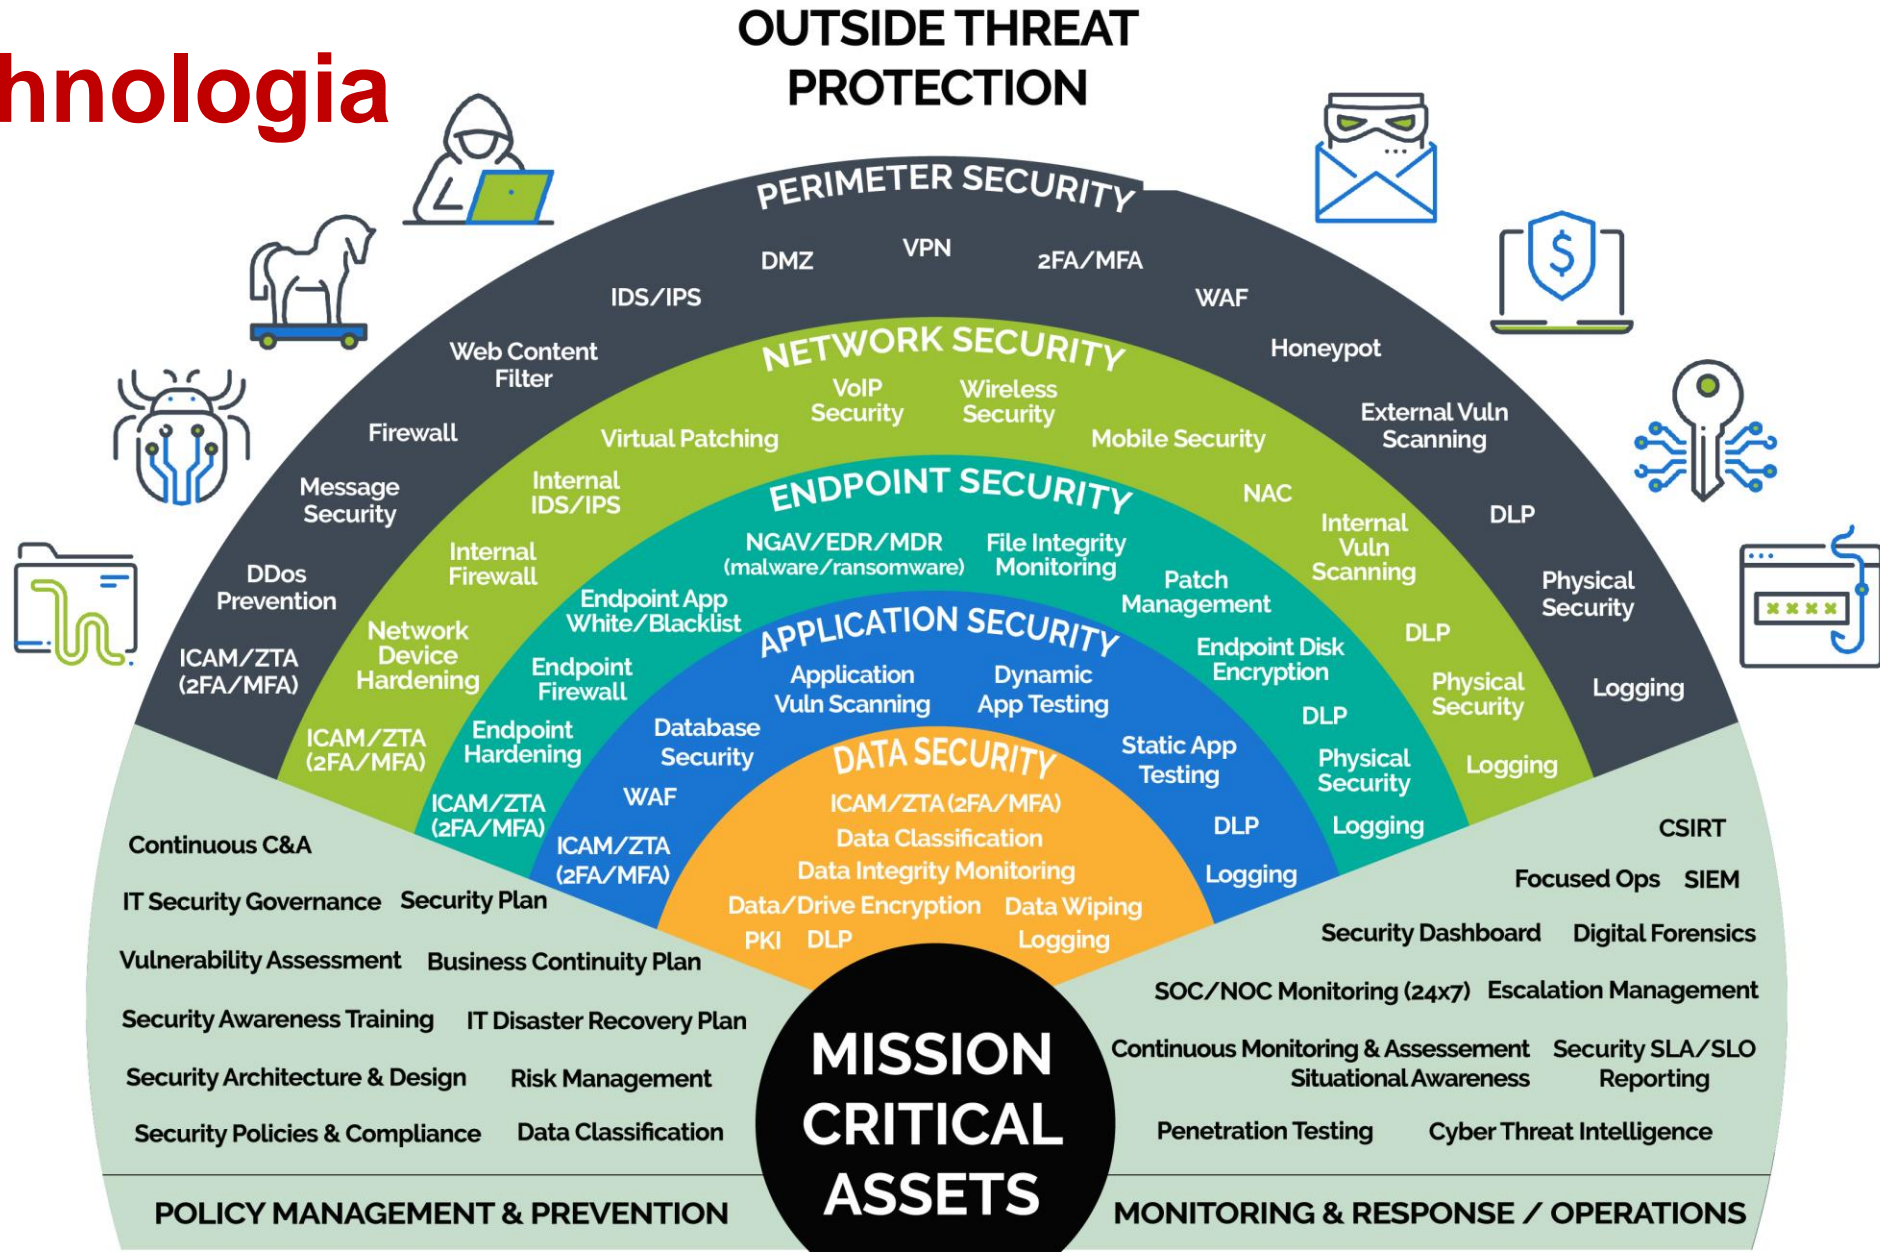 hnologia
OUTSIDE THREAT
PROTECTION
PERIMETER SECURITY
ICAM/ZTA
(2FA/MFA)
DDos
Prevention
Message
Security
Firewall
Web Content
Filter
IDS/IPS
DMZ
VPN
2FA/MFA
WAF
Honeypot
External Vuln
Scanning
DLP
Physical
Security
Logging
NETWORK SECURITY
ICAM/ZTA
(2FA/MFA)
Network
Device
Hardening
Internal
Firewall
Internal
IDS/IPS
Virtual Patching
VoIP
Security
Wireless
Security
Mobile Security
NAC
Internal
Vuln
Scanning
DLP
Physical
Security
Logging
ENDPOINT SECURITY
ICAM/ZTA
(2FA/MFA)
Endpoint
Hardening
Endpoint
Firewall
Endpoint App
White/Blacklist
NGAV/EDR/MDR
(malware/ransomware)
File Integrity
Monitoring
Patch
Management
Endpoint Disk
Encryption
DLP
Physical
Security
Logging
APPLICATION SECURITY
ICAM/ZTA
(2FA/MFA)
WAF
Database
Security
Application
Vuln Scanning
Dynamic
App Testing
Static App
Testing
DLP
Logging
DATA SECURITY
ICAM/ZTA (2FA/MFA)
Data Classification
Data Integrity Monitoring
Data/Drive Encryption Data Wiping
PKI DLP Logging
MISSION
CRITICAL
ASSETS
Continuous C&A
IT Security Governance Security Plan
Vulnerability Assessment Business Continuity Plan
Security Awareness Training IT Disaster Recovery Plan
Security Architecture & Design Risk Management
Security Policies & Compliance Data Classification
POLICY MANAGEMENT & PREVENTION
CSIRT
Focused Ops SIEM
Security Dashboard Digital Forensics
SOC/NOC Monitoring (24x7) Escalation Management
Continuous Monitoring & Assessement
Situational Awareness
Security SLA/SLO
Reporting
Penetration Testing Cyber Threat Intelligence
MONITORING & RESPONSE / OPERATIONS
$
××××